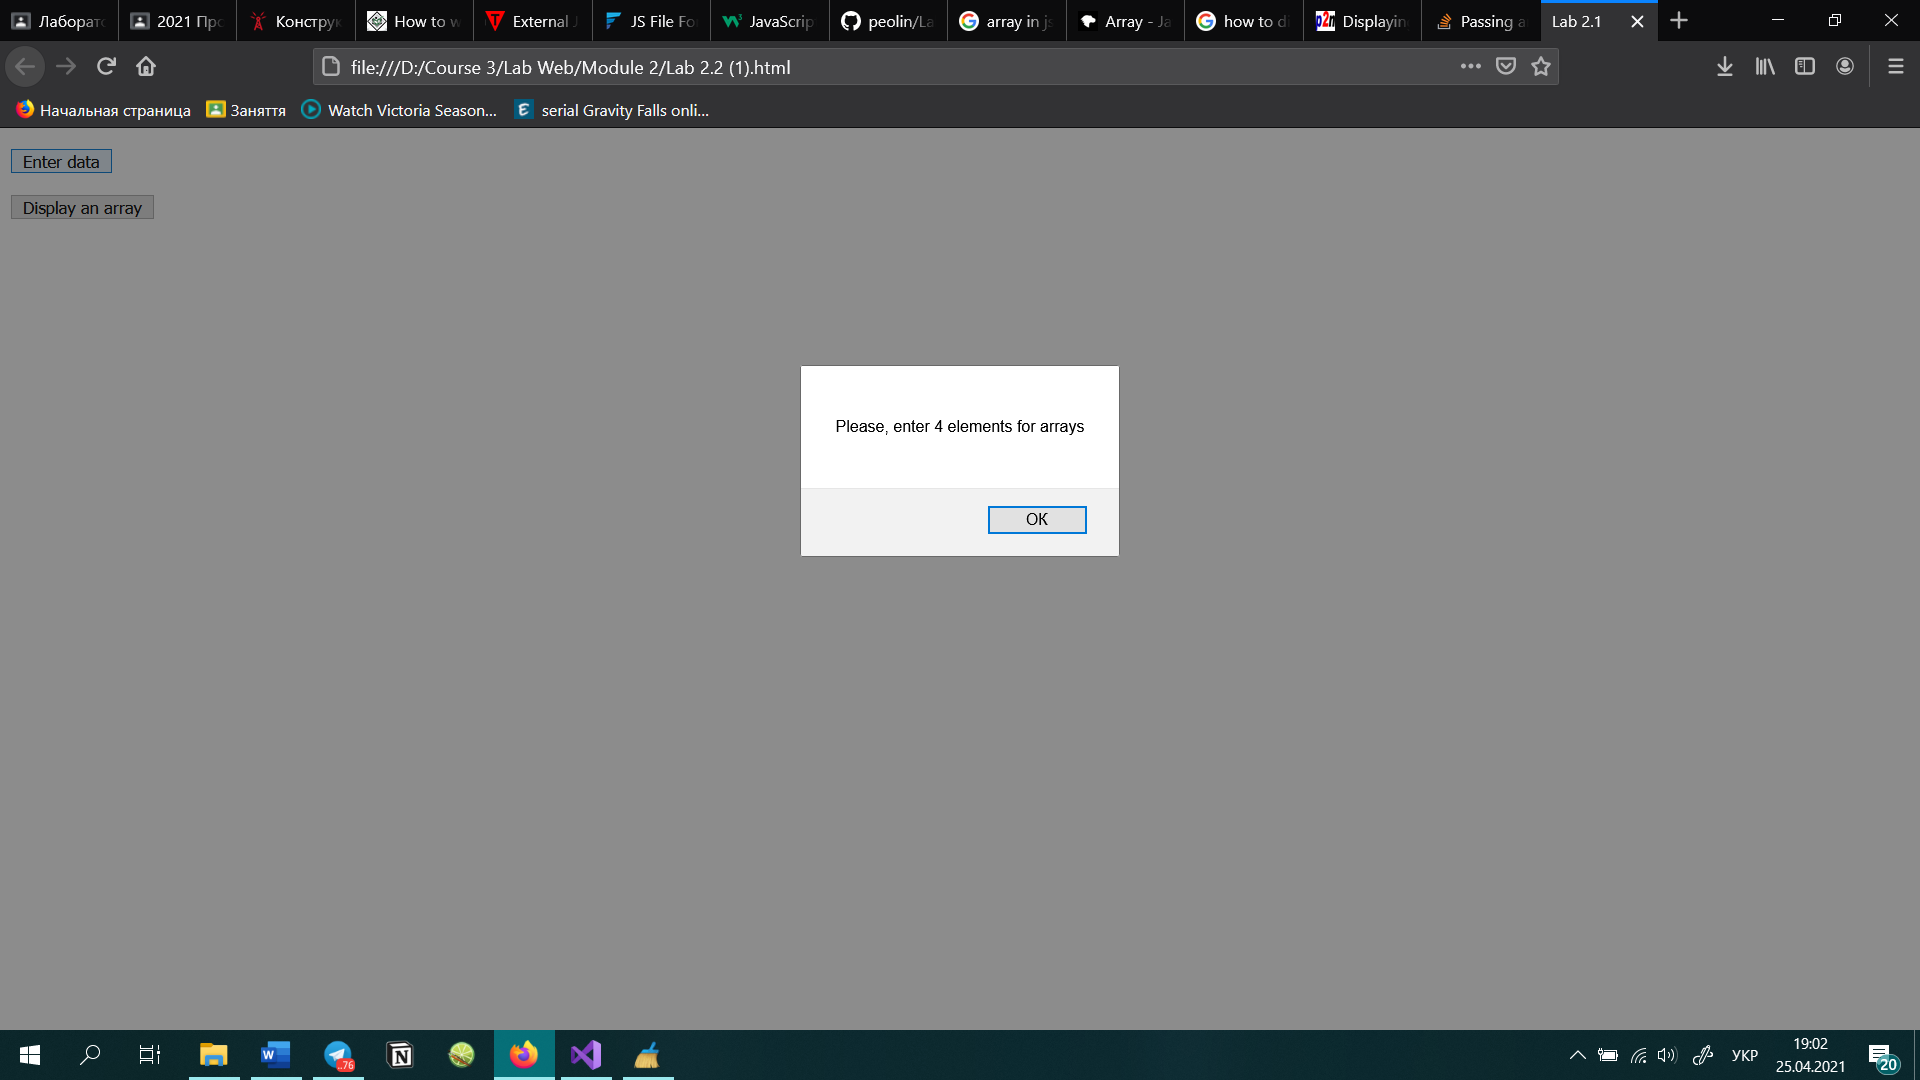 Лаборато
2021 Про
Конструк
How to w
External J
JS File Fo
JavaScrip
peolin/La
array in js
Array - Ja
how to di
Displaying
Passing a
Lab 2.1
file:///D:/Course 3/Lab Web/Module 2/Lab 2.2 (1).html
Начальная страница
Заняття
Watch Victoria Season...
serial Gravity Falls onli...
Enter data
Display an array
Please, enter 4 elements for arrays
OK
..76
УКР
19:02
25.04.2021
20